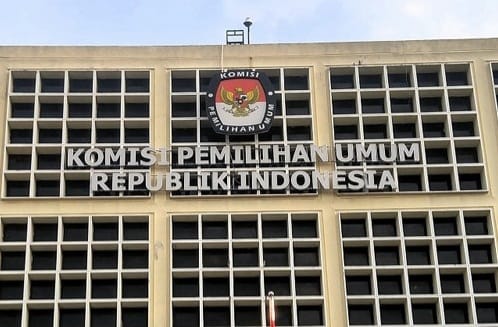 KOMISI
PEMILIHAN UMUM
KOMISI PEMILIHAN UMUM
REPUBLIK INDONESIA